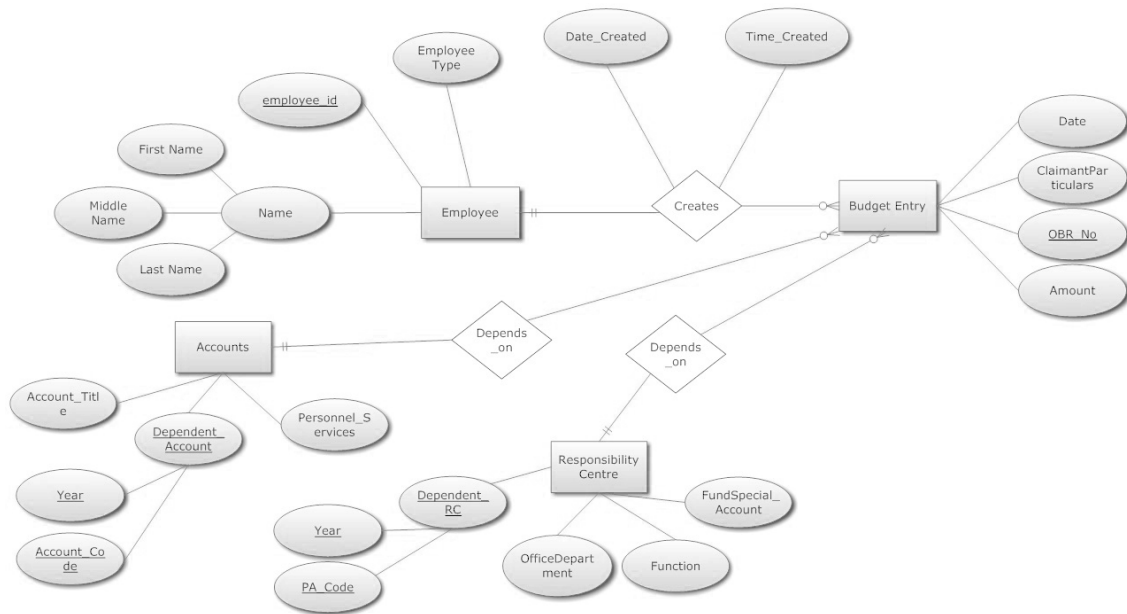 Date_Created
Time_Created
Employee
Type
employee_id
Date
First Name
ClaimantPar
ticulars
Middle
Name
Name
Employee
Creates
Budget Entry
OBR_No
Last Name
Amount
Accounts
Depends
_on
Depends
_on
Account_Titl
e
Personnel_S
ervices
Dependent_
Account
Responsibility
Centre
Year
Dependent_
RC
FundSpecial_
Account
Year
Account_Co
de
OfficeDepart
ment
Function
PA_Code